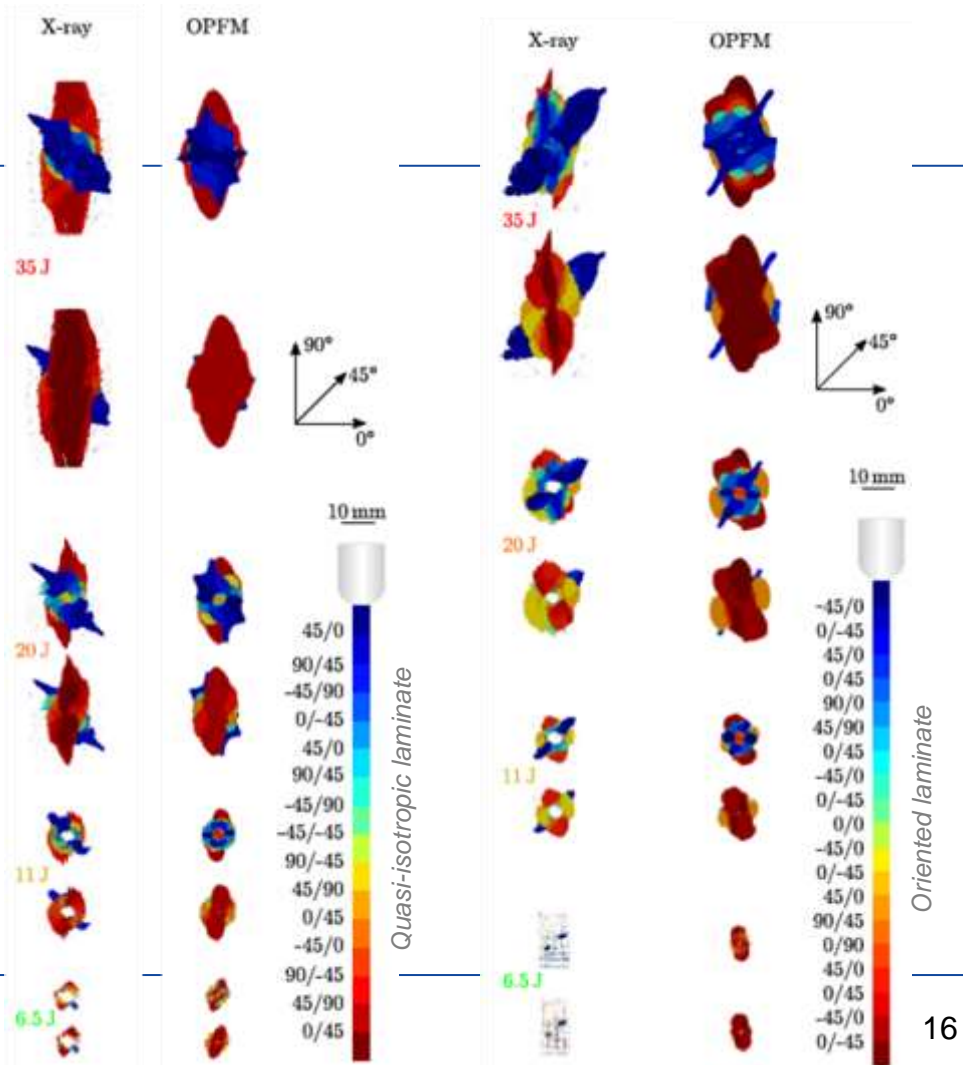 X-ray OPFM
35 J
90°
45°
0°
10 mm
20 J
11 J
6.5 J
45/0
90/45
-45/90
0/-45
45/0
90/45
-45/90
-45/-45
90/-45
45/90
0/45
-45/0
90/-45
45/90
0/45
Quasi-isotropic laminate
X-ray OPFM
35 J
90°
45°
0°
10 mm
20 J
11 J
6.5 J
-45/0
0/-45
45/0
0/45
90/0
45/90
0/45
-45/0
0/-45
0/0
-45/0
0/-45
45/0
90/45
0/90
45/0
0/45
-45/0
0/-45
Oriented laminate
16